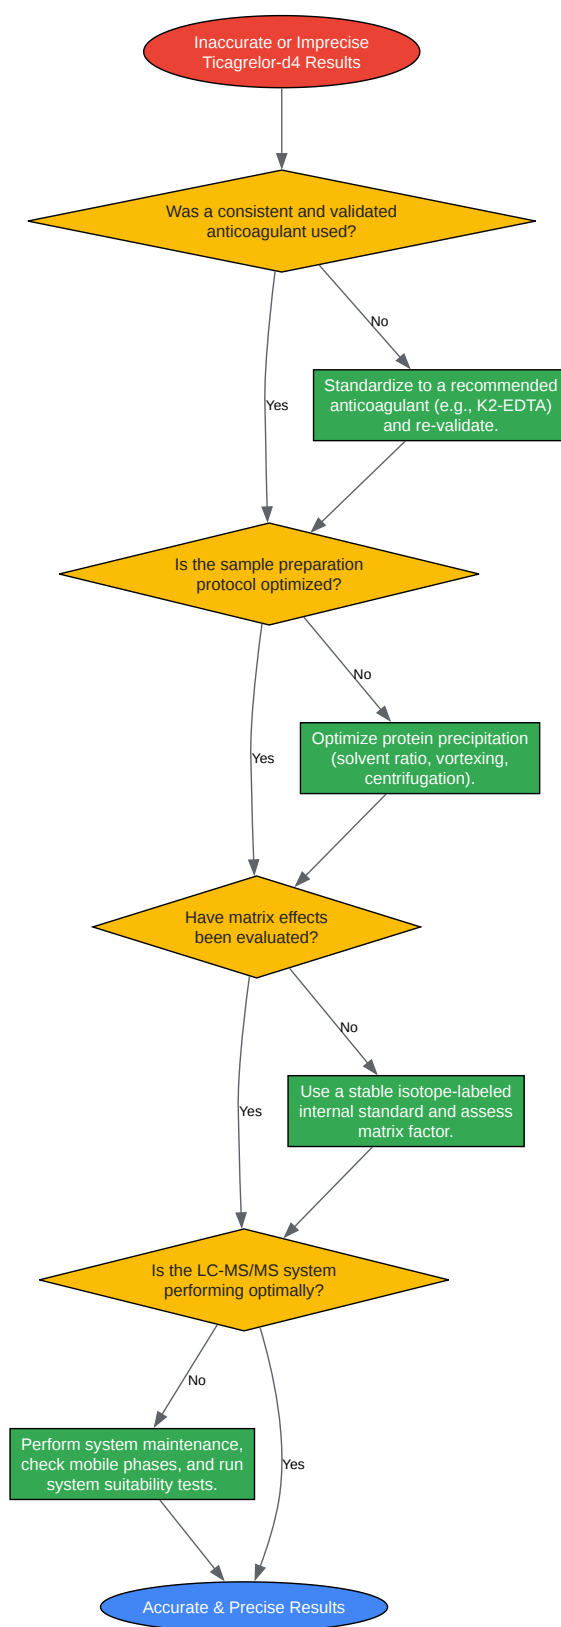 Inaccurate or Imprecise
Ticagrelor-d4 Results
Was a consistent and validated
anticoagulant used?
No
Yes
Standardize to a recommended
anticoagulant (e.g., K2-EDTA)
and re-validate.
Is the sample preparation
protocol optimized?
No
Yes
Optimize protein precipitation
(solvent ratio, vortexing,
centrifugation).
Have matrix effects
been evaluated?
No
Yes
Use a stable isotope-labeled
internal standard and assess
matrix factor.
Is the LC-MS/MS system
performing optimally?
No
Yes
Perform system maintenance,
check mobile phases, and run
system suitability tests.
Accurate & Precise Results